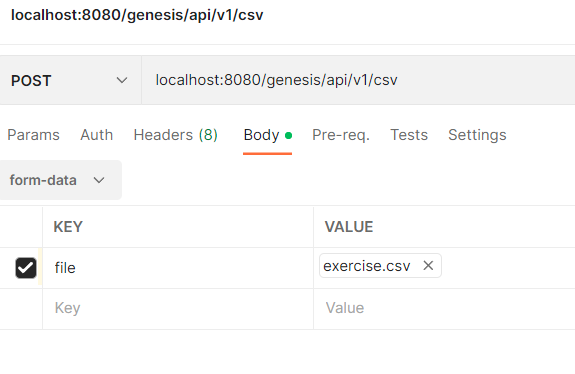 localhost:8080/genesis/api/v1/csv
POST localhost:8080/genesis/api/v1/csv
Params Auth Headers (8) Body Pre-req. Tests Settings
form-data
KEY VALUE
file exercise.csv
Key Value